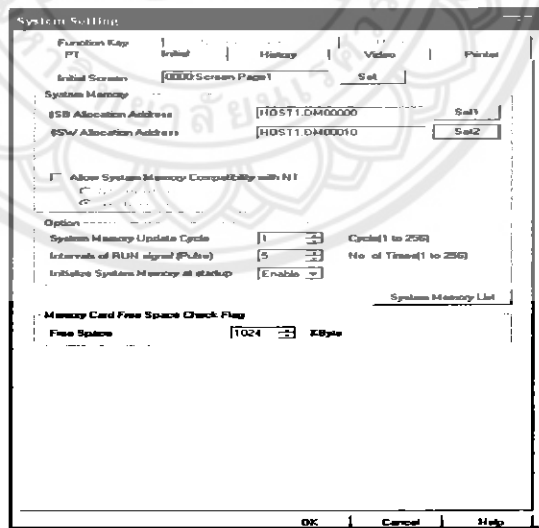 System Setting
Function Key
PT Initial History Video Printer
Initial Screen 0000:Screen Page1 Set
System Memory
$SB Allocation Address HOST1:DM00000 Set1
$SW Allocation Address HOST1:DM00010 Set2
Allow System Memory Compatibility with NT
Option
System Memory Update Cycle 1 Cycle(1 to 256)
Intervals of RUN signal (Pulse) 5 No. of Times(1 to 256)
Initialize System Memory at startup Enable
System Memory List
Memory Card Free Space Check Flag
Free Space 1024 KByte
OK Cancel Help